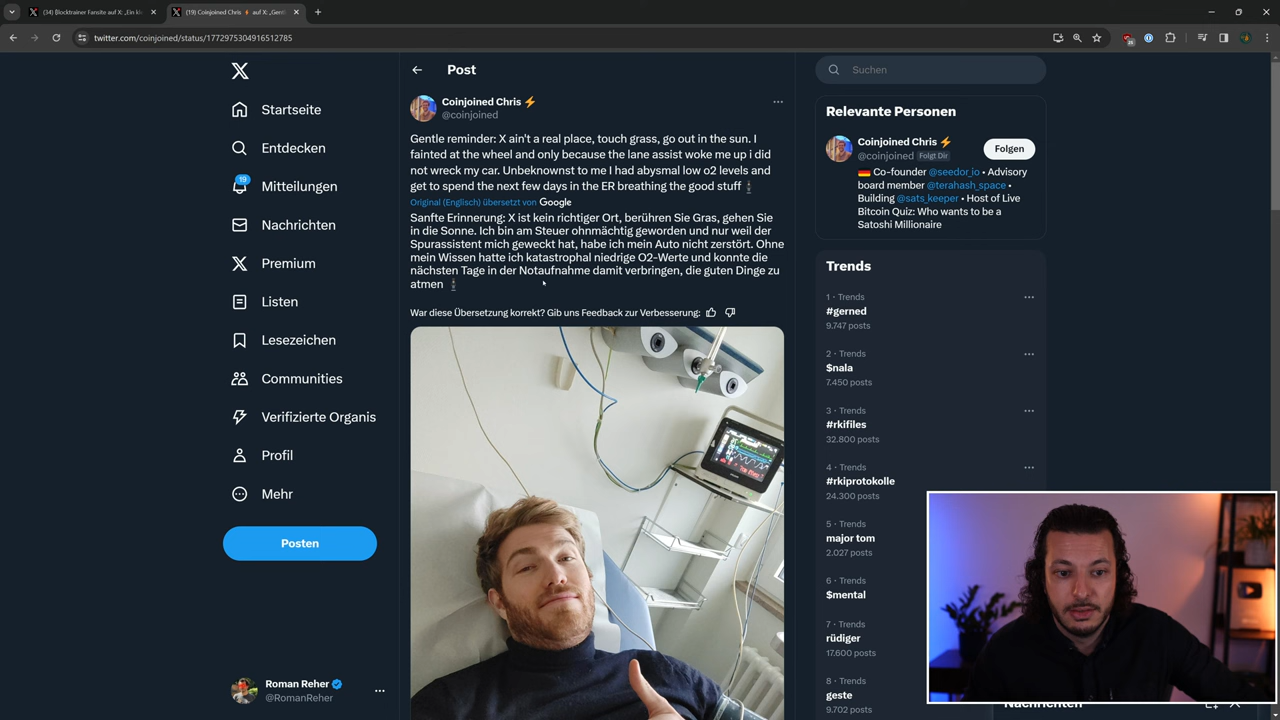 (34) Blocktrainer Fansite auf X: „Ein kl
(19) Coinjoined Chris ⚡ auf X: „Gentl
twitter.com/coinjoined/status/1772975304916512785
25
Startseite
Entdecken
19
Mitteilungen
Nachrichten
Premium
Listen
Lesezeichen
Communities
Verifizierte Organis
Profil
Mehr
Posten
Roman Reher
@RomanReher
Post
Coinjoined Chris ⚡
@coinjoined
Gentle reminder: X ain't a real place, touch grass, go out in the sun. I
fainted at the wheel and only because the lane assist woke me up i did
not wreck my car. Unbeknownst to me I had abysmal low o2 levels and
get to spend the next few days in the ER breathing the good stuff
Original (Englisch) übersetzt von Google
Sanfte Erinnerung: X ist kein richtiger Ort, berühren Sie Gras, gehen Sie
in die Sonne. Ich bin am Steuer ohnmächtig geworden und nur weil der
Spurassistent mich geweckt hat, habe ich mein Auto nicht zerstört. Ohne
mein Wissen hatte ich katastrophal niedrige O2-Werte und konnte die
nächsten Tage in der Notaufnahme damit verbringen, die guten Dinge zu
atmen
War diese Übersetzung korrekt? Gib uns Feedback zur Verbesserung:
Suchen
Relevante Personen
Coinjoined Chris ⚡
@coinjoined Folgt Dir
Folgen
🇩🇪 Co-founder @seedor_io • Advisory
board member @terahash_space •
Building @sats_keeper • Host of Live
Bitcoin Quiz: Who wants to be a
Satoshi Millionaire
Trends
1 · Trends
#gerned
9.747 posts
2 · Trends
$nala
7.450 posts
3 · Trends
#rkifiles
32.800 posts
4 · Trends
#rkiprotokolle
24.300 posts
5 · Trends
major tom
2.027 posts
6 · Trends
$mental
7 · Trends
rüdiger
17.600 posts
8 · Trends
geste
9.702 posts
Nachrichten